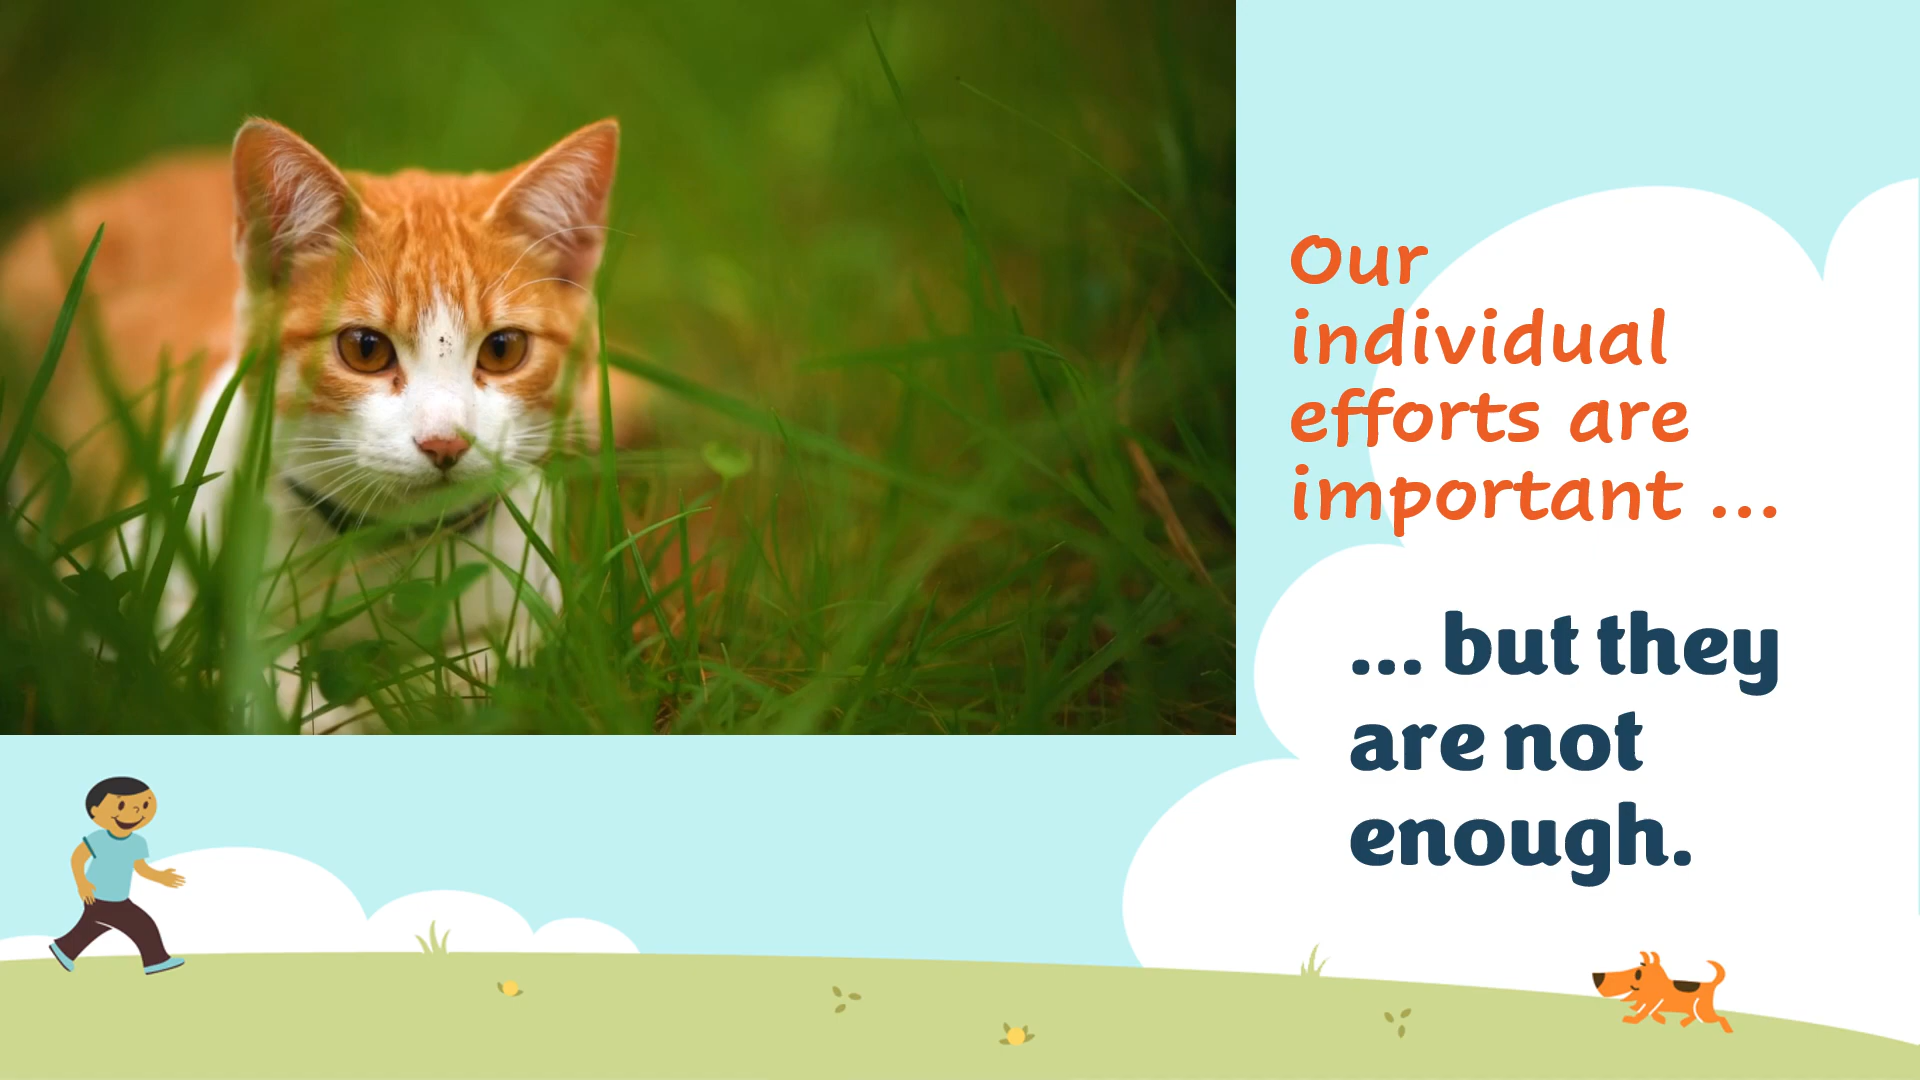 Our
individual
efforts are
important ...
... but they
are not
enough.